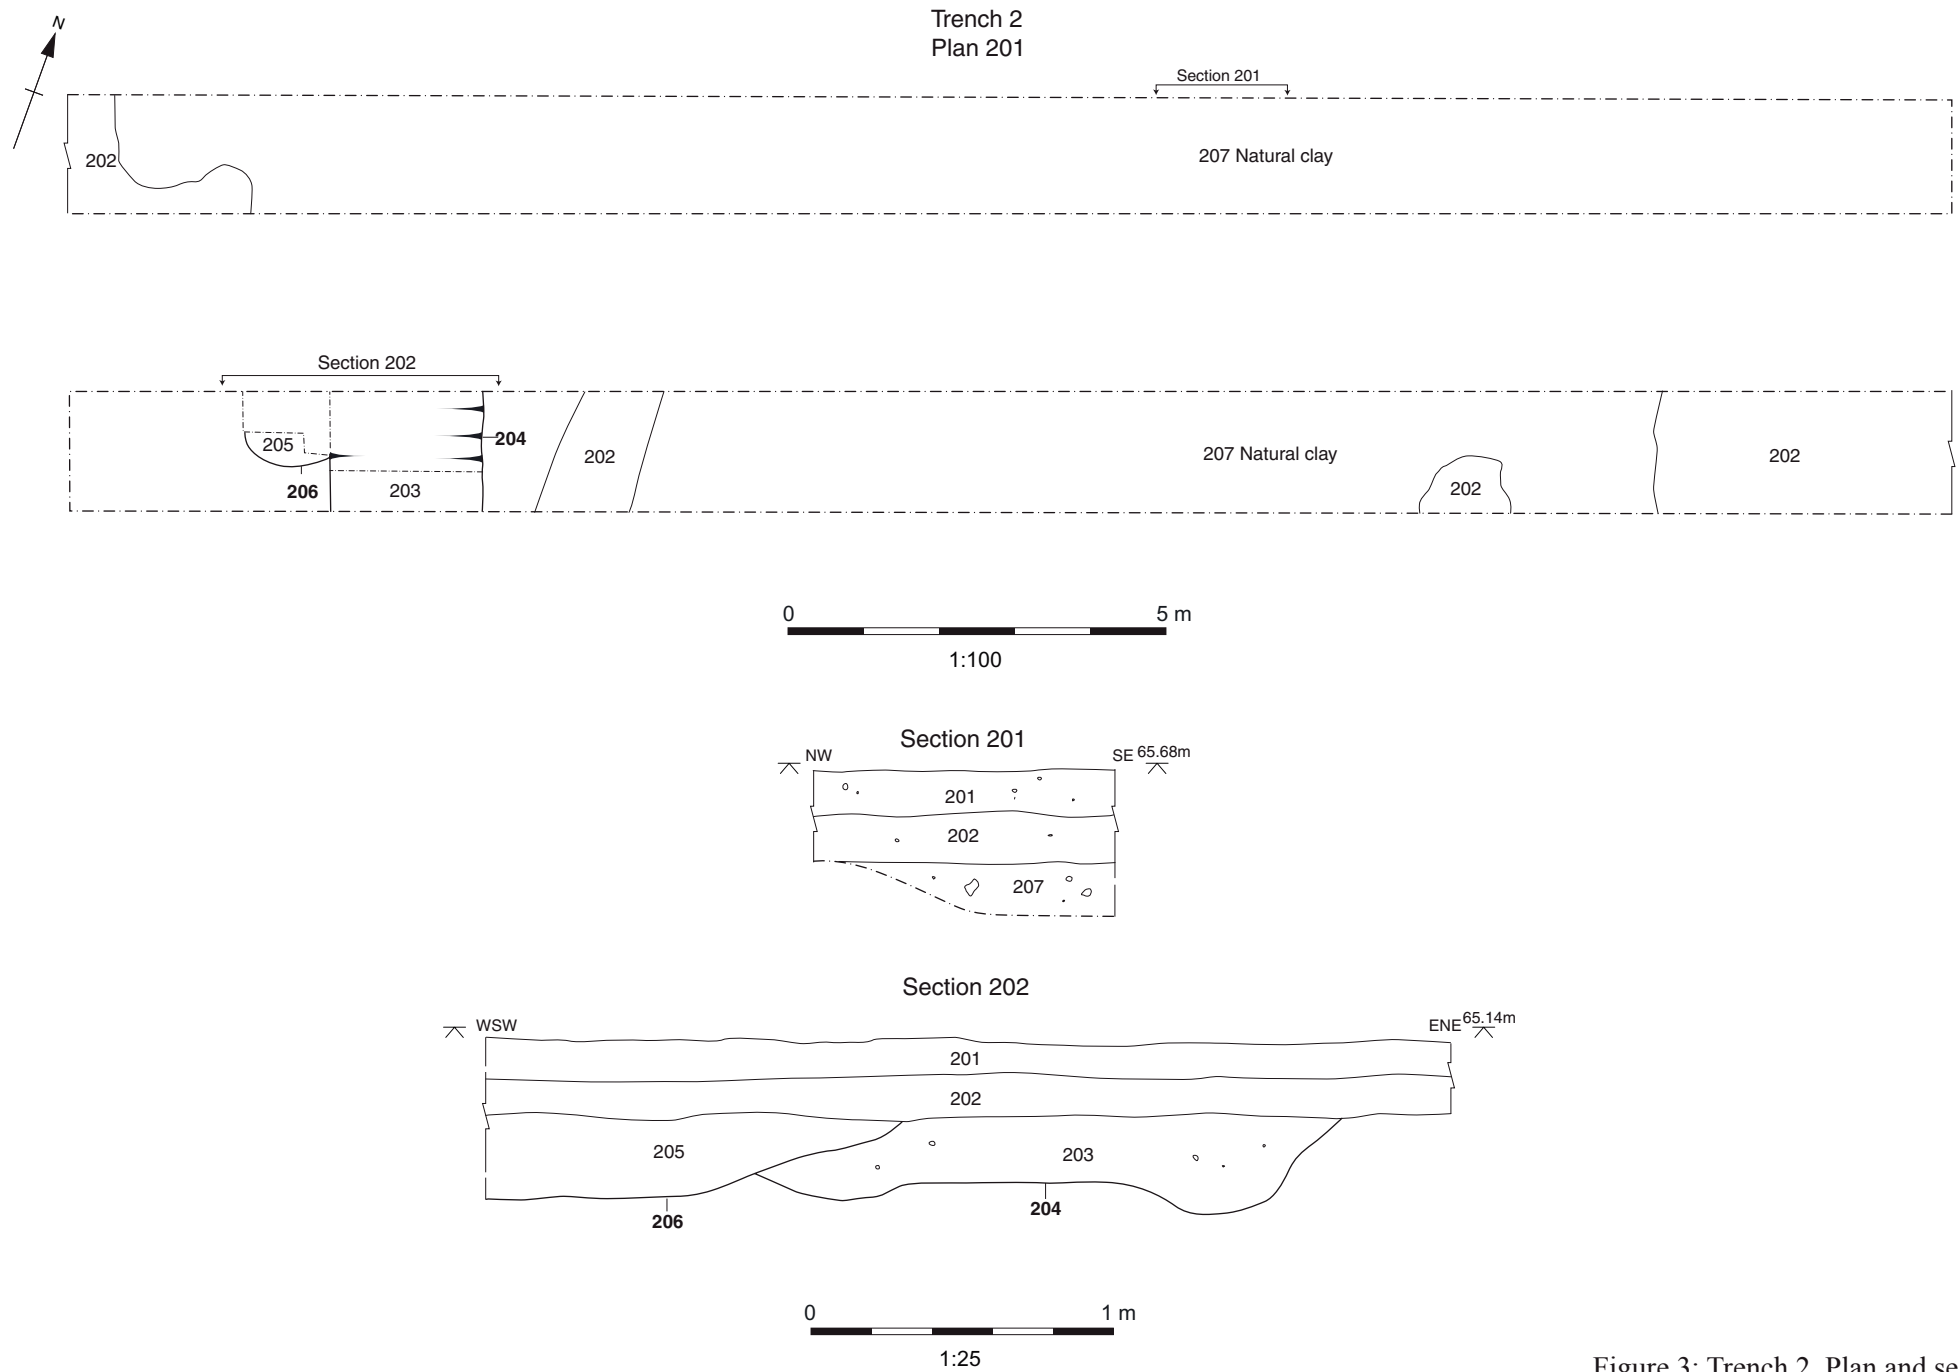 N
Trench 2
Plan 201
Section 201
202
207 Natural clay
Section 202
205
204
206
203
202
207 Natural clay
202
202
0 5 m
1:100
Section 201
NW SE 65.68m
201
202
207
Section 202
WSW ENE 65.14m
201
202
205
203
206
204
0 1 m
1:25
Figure 3: Trench 2, Plan and se